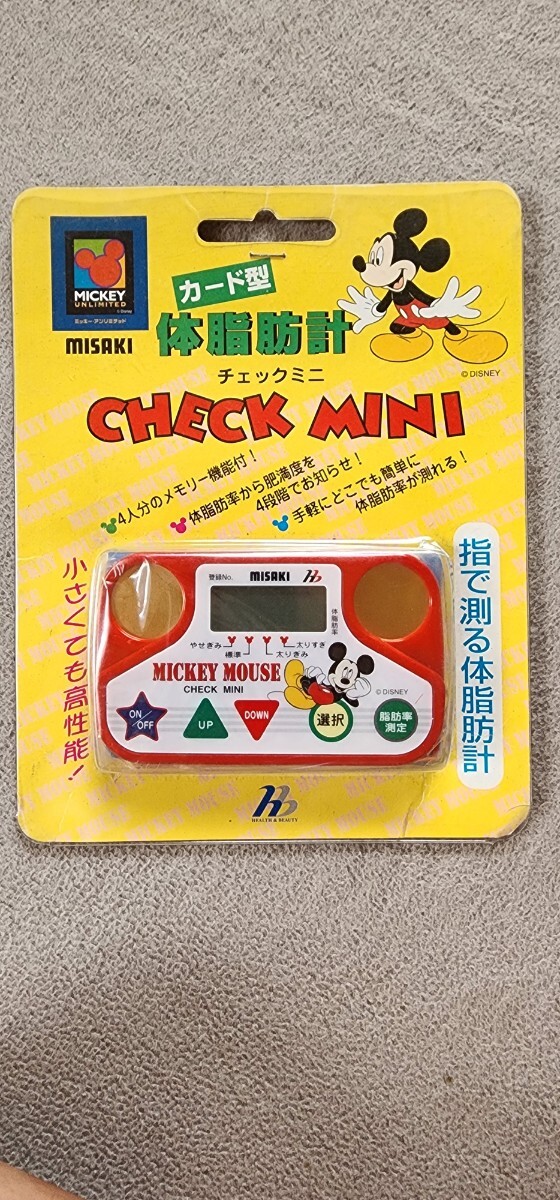 MICKEY
UNLIMITED
© Disney
ミッキー アンリミテッド
MISAKI
カード型
体脂肪計
© DISNEY
チェックミニ
CHECK MINI
4人分のメモリー機能付!
体脂肪率から肥満度を
4段階でお知らせ!
手軽にどこでも簡単に
体脂肪率が測れる!
小さくても高性能!
指で測る体脂肪計
登録No.
MISAKI
体脂肪率
やせぎみ
標準
太りぎみ
太りすぎ
MICKEY MOUSE
CHECK MINI
© DISNEY
ON/OFF
UP
DOWN
選択
脂肪率
測定
HEALTH & BEAUTY